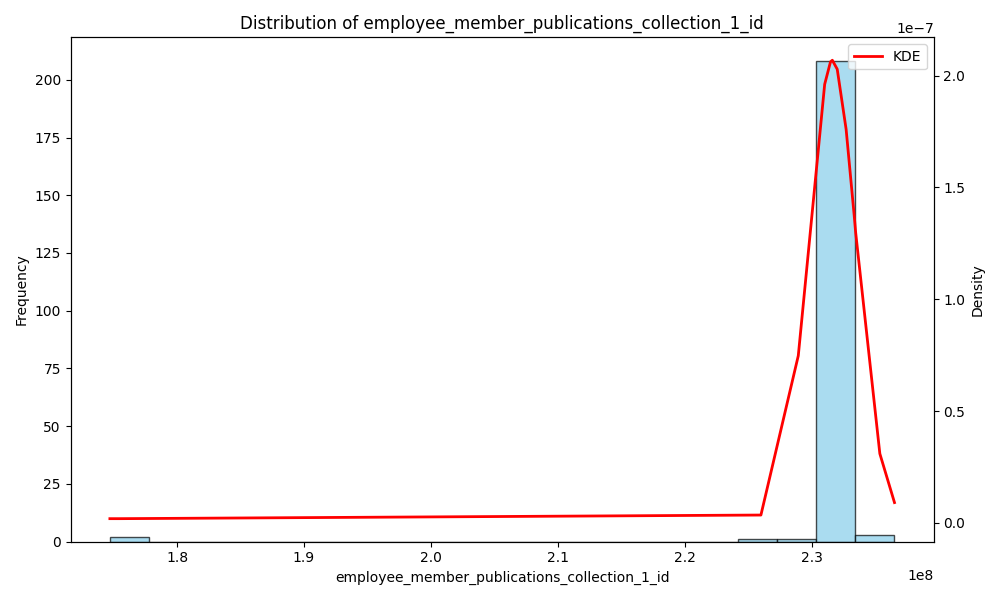 Distribution of employee_member_publications_collection_1_id
1e−7
KDE
200
175
150
125
100
75
50
25
0
Frequency
2.0
1.5
1.0
0.5
0.0
Density
1.8
1.9
2.0
2.1
2.2
2.3
1e8
employee_member_publications_collection_1_id